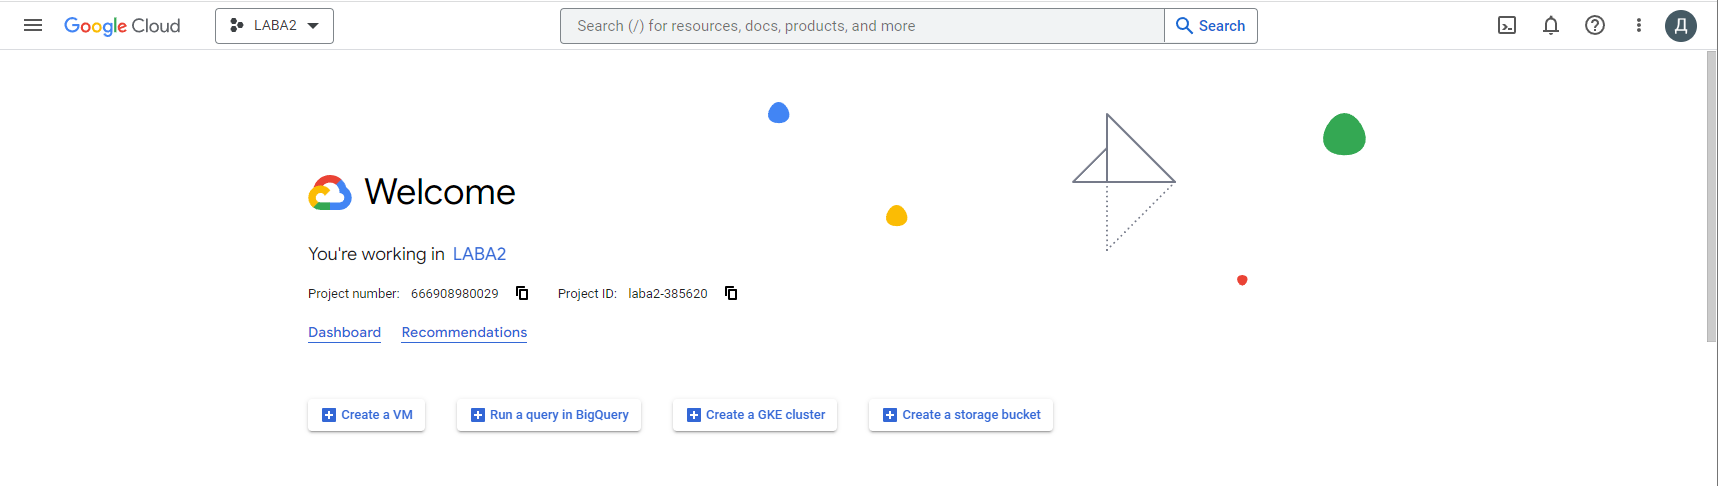 Google Cloud LABA2 Search (/) for resources, docs, products, and more Search Д
Welcome
You're working in LABA2
Project number: 666908980029 Project ID: laba2-385620
Dashboard Recommendations
Create a VM Run a query in BigQuery Create a GKE cluster Create a storage bucket